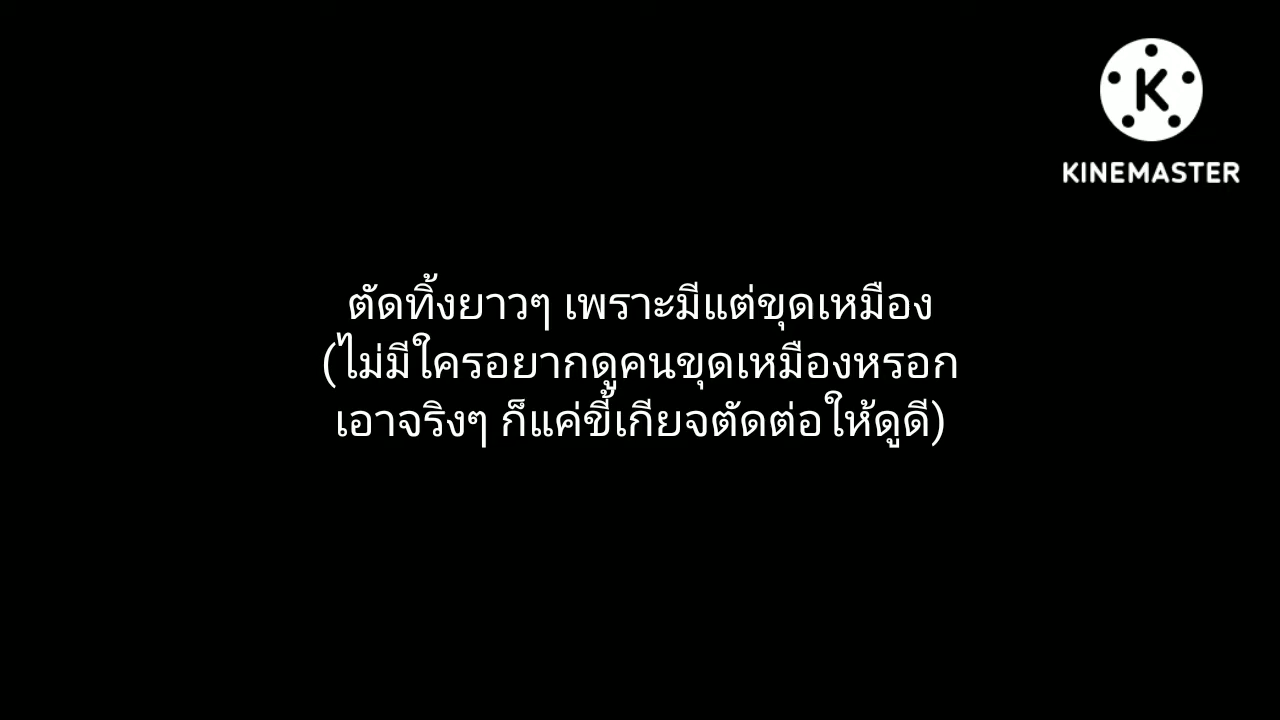 KINEMASTER
ตัดทิ้งยาวๆ เพราะมีแต่ขุดเหมือง
(ไม่มีใครอยากดูคนขุดเหมืองหรอก
เอาจริงๆ ก็แค่ขี้เกียจตัดต่อให้ดูดี)